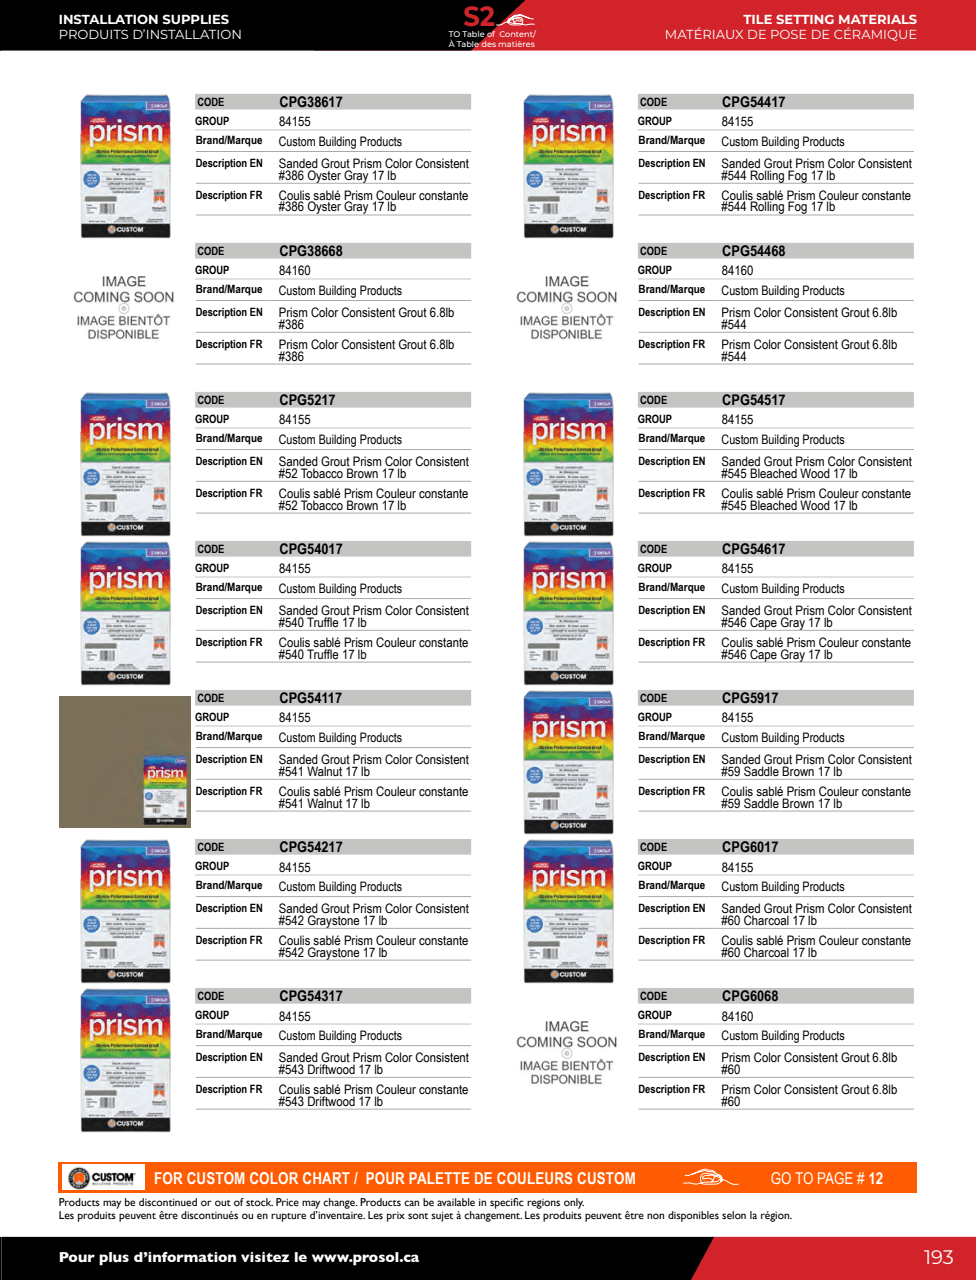 INSTALLATION SUPPLIES
PRODUITS D'INSTALLATION
S2
TO Table of Content/
À Table des matières
TILE SETTING MATERIALS
MATÉRIAUX DE POSE DE CÉRAMIQUE
prism
CUSTOM
CODE CPG38617
GROUP 84155
Brand/Marque Custom Building Products
Description EN Sanded Grout Prism Color Consistent
#386 Oyster Gray 17 lb
Description FR Coulis sablé Prism Couleur constante
#386 Oyster Gray 17 lb
prism
CUSTOM
CODE CPG54417
GROUP 84155
Brand/Marque Custom Building Products
Description EN Sanded Grout Prism Color Consistent
#544 Rolling Fog 17 lb
Description FR Coulis sablé Prism Couleur constante
#544 Rolling Fog 17 lb
IMAGE
COMING SOON
IMAGE BIENTÔT
DISPONIBLE
CODE CPG38668
GROUP 84160
Brand/Marque Custom Building Products
Description EN Prism Color Consistent Grout 6.8lb
#386
Description FR Prism Color Consistent Grout 6.8lb
#386
IMAGE
COMING SOON
IMAGE BIENTÔT
DISPONIBLE
CODE CPG54468
GROUP 84160
Brand/Marque Custom Building Products
Description EN Prism Color Consistent Grout 6.8lb
#544
Description FR Prism Color Consistent Grout 6.8lb
#544
prism
CUSTOM
CODE CPG5217
GROUP 84155
Brand/Marque Custom Building Products
Description EN Sanded Grout Prism Color Consistent
#52 Tobacco Brown 17 lb
Description FR Coulis sablé Prism Couleur constante
#52 Tobacco Brown 17 lb
prism
CUSTOM
CODE CPG54517
GROUP 84155
Brand/Marque Custom Building Products
Description EN Sanded Grout Prism Color Consistent
#545 Bleached Wood 17 lb
Description FR Coulis sablé Prism Couleur constante
#545 Bleached Wood 17 lb
prism
CUSTOM
CODE CPG54017
GROUP 84155
Brand/Marque Custom Building Products
Description EN Sanded Grout Prism Color Consistent
#540 Truffle 17 lb
Description FR Coulis sablé Prism Couleur constante
#540 Truffle 17 lb
prism
CUSTOM
CODE CPG54617
GROUP 84155
Brand/Marque Custom Building Products
Description EN Sanded Grout Prism Color Consistent
#546 Cape Gray 17 lb
Description FR Coulis sablé Prism Couleur constante
#546 Cape Gray 17 lb
prism
CUSTOM
CODE CPG54117
GROUP 84155
Brand/Marque Custom Building Products
Description EN Sanded Grout Prism Color Consistent
#541 Walnut 17 lb
Description FR Coulis sablé Prism Couleur constante
#541 Walnut 17 lb
prism
CUSTOM
CODE CPG5917
GROUP 84155
Brand/Marque Custom Building Products
Description EN Sanded Grout Prism Color Consistent
#59 Saddle Brown 17 lb
Description FR Coulis sablé Prism Couleur constante
#59 Saddle Brown 17 lb
prism
CUSTOM
CODE CPG54217
GROUP 84155
Brand/Marque Custom Building Products
Description EN Sanded Grout Prism Color Consistent
#542 Graystone 17 lb
Description FR Coulis sablé Prism Couleur constante
#542 Graystone 17 lb
prism
CUSTOM
CODE CPG6017
GROUP 84155
Brand/Marque Custom Building Products
Description EN Sanded Grout Prism Color Consistent
#60 Charcoal 17 lb
Description FR Coulis sablé Prism Couleur constante
#60 Charcoal 17 lb
prism
CUSTOM
CODE CPG54317
GROUP 84155
Brand/Marque Custom Building Products
Description EN Sanded Grout Prism Color Consistent
#543 Driftwood 17 lb
Description FR Coulis sablé Prism Couleur constante
#543 Driftwood 17 lb
IMAGE
COMING SOON
IMAGE BIENTÔT
DISPONIBLE
CODE CPG6068
GROUP 84160
Brand/Marque Custom Building Products
Description EN Prism Color Consistent Grout 6.8lb
#60
Description FR Prism Color Consistent Grout 6.8lb
#60
CUSTOM
BUILDING PRODUCTS
FOR CUSTOM COLOR CHART / POUR PALETTE DE COULEURS CUSTOM GO TO PAGE # 12
Products may be discontinued or out of stock. Price may change. Products can be available in specific regions only.
Les produits peuvent être discontinués ou en rupture d'inventaire. Les prix sont sujet à changement. Les produits peuvent être non disponibles selon la région.
Pour plus d'information visitez le www.prosol.ca
193